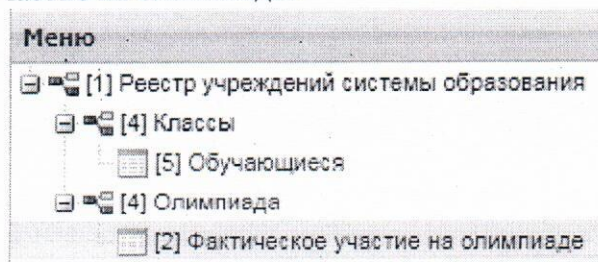 Меню
[1] Реестр учреждений системы образования
[4] Классы
[5] Обучающиеся
[4] Олимпиада
[2] Фактическое участие на олимпиаде